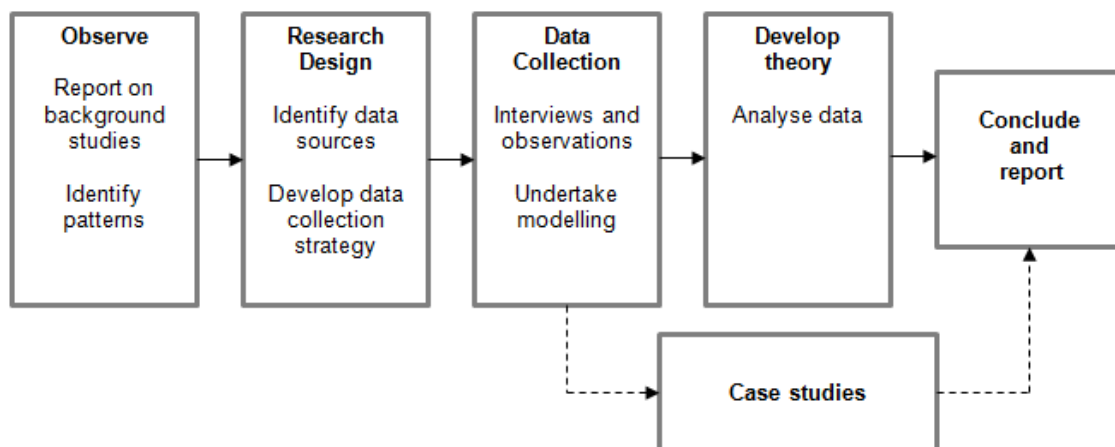 Observe
Report on
background
studies
Identify
patterns
Research
Design
Identify data
sources
Develop data
collection
strategy
Data
Collection
Interviews and
observations
Undertake
modelling
Develop
theory
Analyse data
Conclude
and
report
Case studies